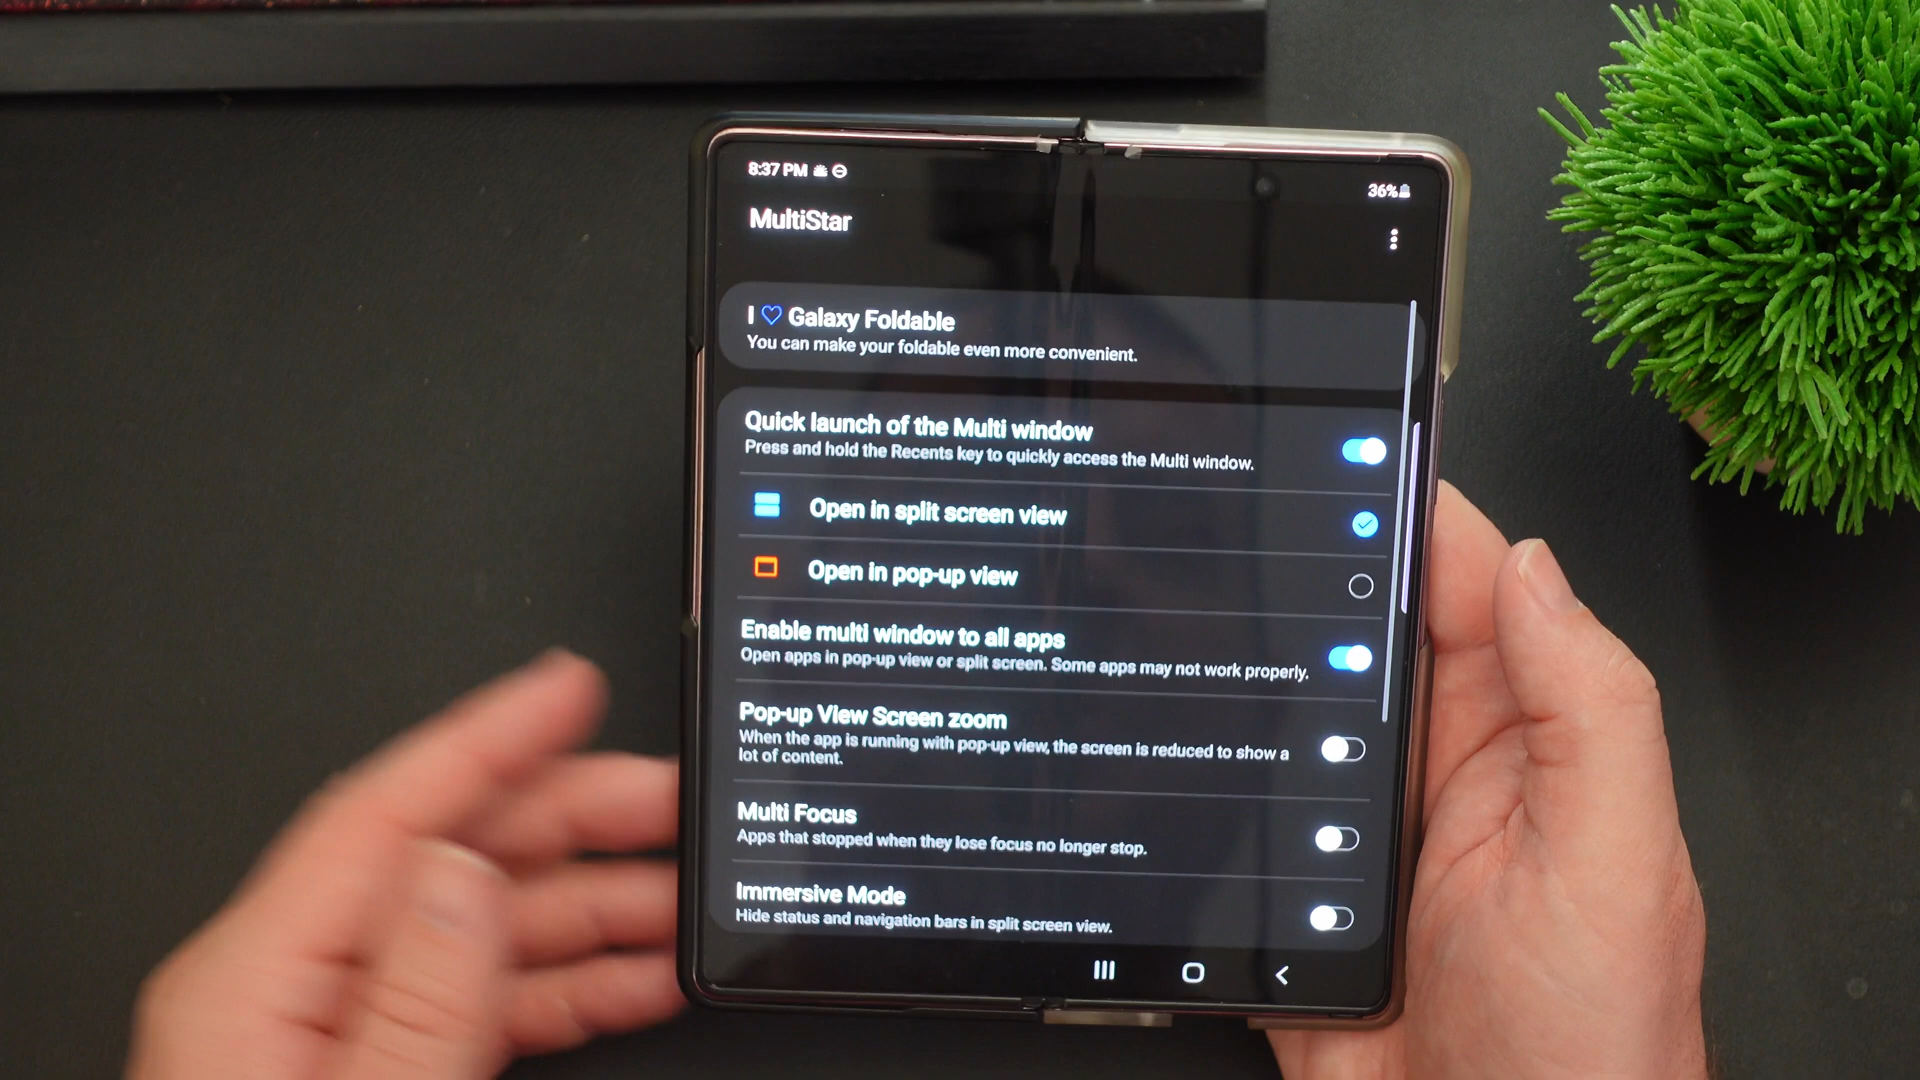 8:37 PM
36%
MultiStar
I ♡ Galaxy Foldable
You can make your foldable even more convenient.
Quick launch of the Multi window
Press and hold the Recents key to quickly access the Multi window.
Open in split screen view
Open in pop-up view
Enable multi window to all apps
Open apps in pop-up view or split screen. Some apps may not work properly.
Pop-up View Screen zoom
When the app is running with pop-up view, the screen is reduced to show a
lot of content.
Multi Focus
Apps that stopped when they lose focus no longer stop.
Immersive Mode
Hide status and navigation bars in split screen view.